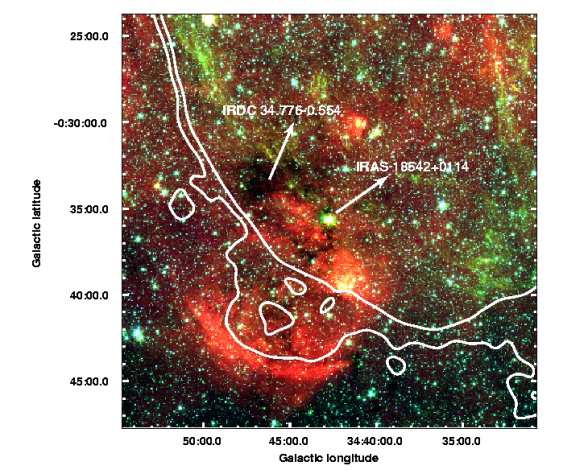 25:00.0
IRDC 34.776-0.554
-0:30:00.0
IRAS-18542+0114
35:00.0
Galactic latitude
40:00.0
45:00.0
50:00.0 45:00.0 34:40:00.0 35:00.0
Galactic longitude